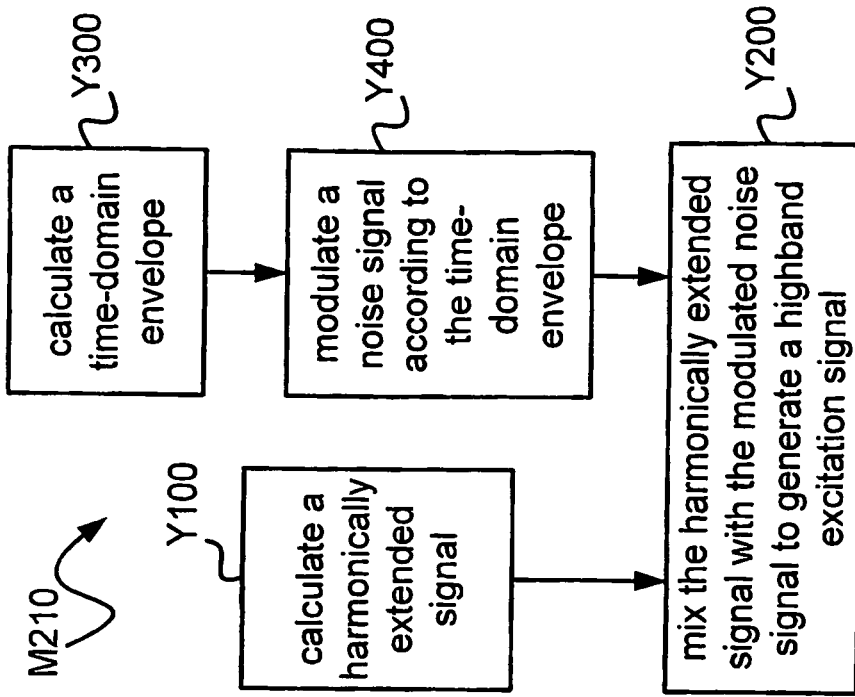 M210
Y100
calculate a
harmonically
extended
signal
Y300
calculate a
time-domain
envelope
Y400
modulate a
noise signal
according to
the time-
domain
envelope
Y200
mix the harmonically extended
signal with the modulated noise
signal to generate a highband
excitation signal